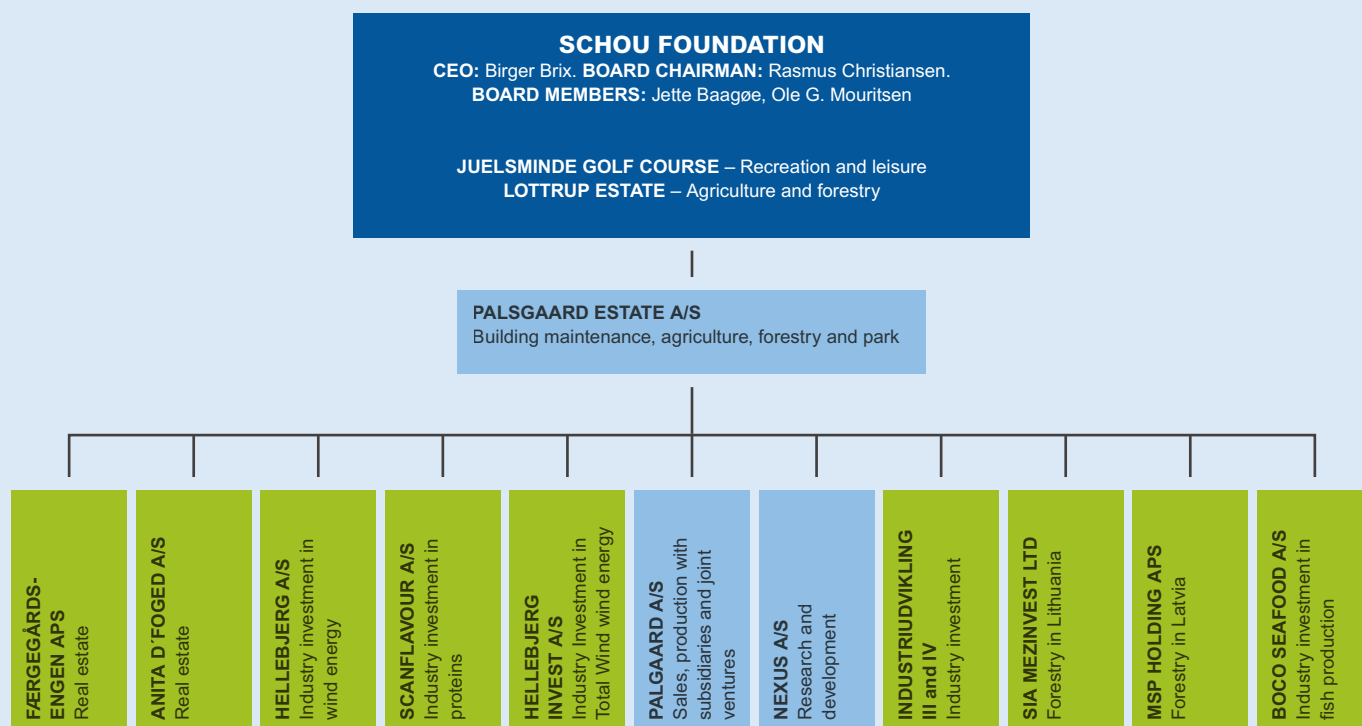 SCHOU FOUNDATION
CEO: Birger Brix. BOARD CHAIRMAN: Rasmus Christiansen.
BOARD MEMBERS: Jette Baagøe, Ole G. Mouritsen
JUELSMINDE GOLF COURSE – Recreation and leisure
LOTTRUP ESTATE – Agriculture and forestry
PALSGAARD ESTATE A/S
Building maintenance, agriculture, forestry and park
FÆRGEGÅRDS-
ENGEN APS
Real estate
ANITA D´FOGED A/S
Real estate
HELLEBJERG A/S
Industry investment in
wind energy
SCANFLAVOUR A/S
Industry investment in
proteins
HELLEBJERG
INVEST A/S
Industry Investment in
Total Wind wind energy
PALGAARD A/S
Sales, production with
subsidiaries and joint
ventures
NEXUS A/S
Research and
development
INDUSTRIUDVIKLING
III and IV
Industry investment
SIA MEZINVEST LTD
Forestry in Lithuania
MSP HOLDING APS
Forestry in Latvia
BOCO SEAFOOD A/S
Industry investment in
fish production